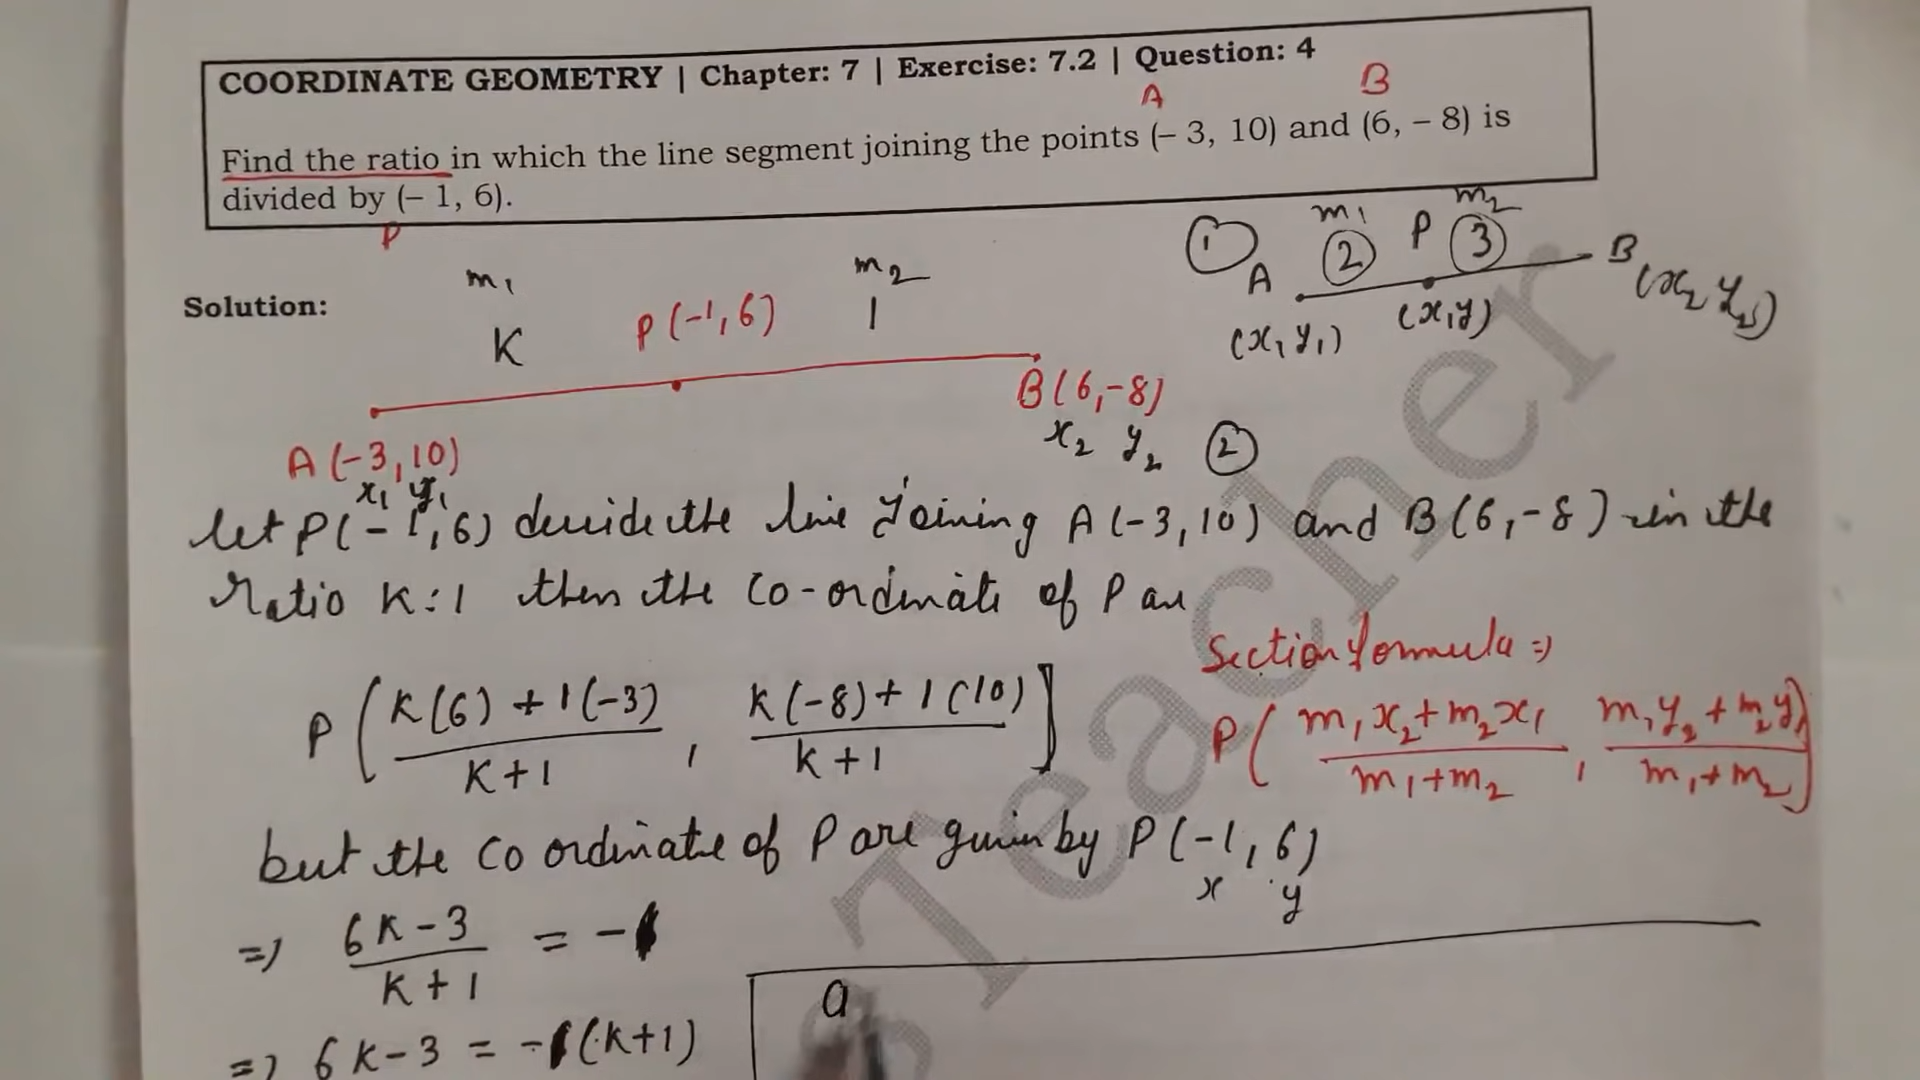 COORDINATE GEOMETRY | Chapter: 7 | Exercise: 7.2 | Question: 4
A
B
Find the ratio in which the line segment joining the points (– 3, 10) and (6, – 8) is
divided by (– 1, 6).
P
Solution:
m₁
m₂
K
P(-1,6)
1
A(-3,10)
x₁ y₁
B(6,-8)
x₂ y₂
①
m₁
P
m₂
A
②
③
B
(x₁ y₁)
(x,y)
(x₂ y₂)
②
let P(-1,6) devide the line Joining A(-3,10) and B(6,-8) in the
Ratio K:1 then the Co-ordinate of P are
Section formula ⇒
P( K(6)+1(-3) / K+1 , K(-8)+1(10) / K+1 ]
P( m₁x₂+m₂x₁ / m₁+m₂ , m₁y₂+m₂y₁ / m₁+m₂ )
but the Co ordinate of P are given by P(-1,6)
x y
⇒ 6K-3 / K+1 = -1
⇒ 6K-3 = -1(K+1)
a
Teacher